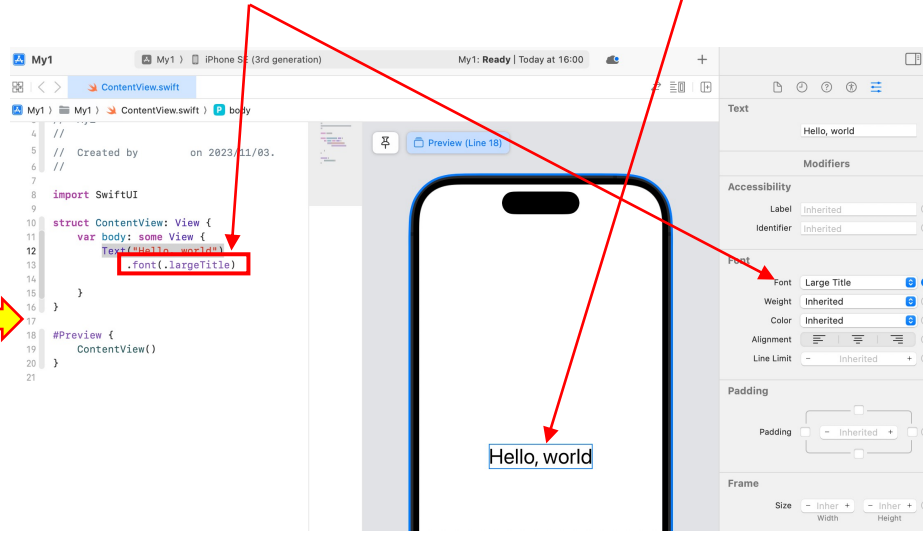 My1
My1 〉 iPhone SE (3rd generation)
My1: Ready | Today at 16:00
ContentView.swift
My1 〉 My1 〉 ContentView.swift 〉 P body
4 //
5 // Created by on 2023/11/03.
6 //
7
8 import SwiftUI
9
10 struct ContentView: View {
11 var body: some View {
12 Text("Hello, world")
13 .font(.largeTitle)
14
15 }
16 }
17
18 #Preview {
19 ContentView()
20 }
21
Preview (Line 18)
Hello, world
Text
Hello, world
Modifiers
Accessibility
Label Inherited
Identifier Inherited
Font
Font Large Title
Weight Inherited
Color Inherited
Alignment
Line Limit - Inherited +
Padding
Padding - Inherited +
Frame
Size - Inher + - Inher +
Width Height